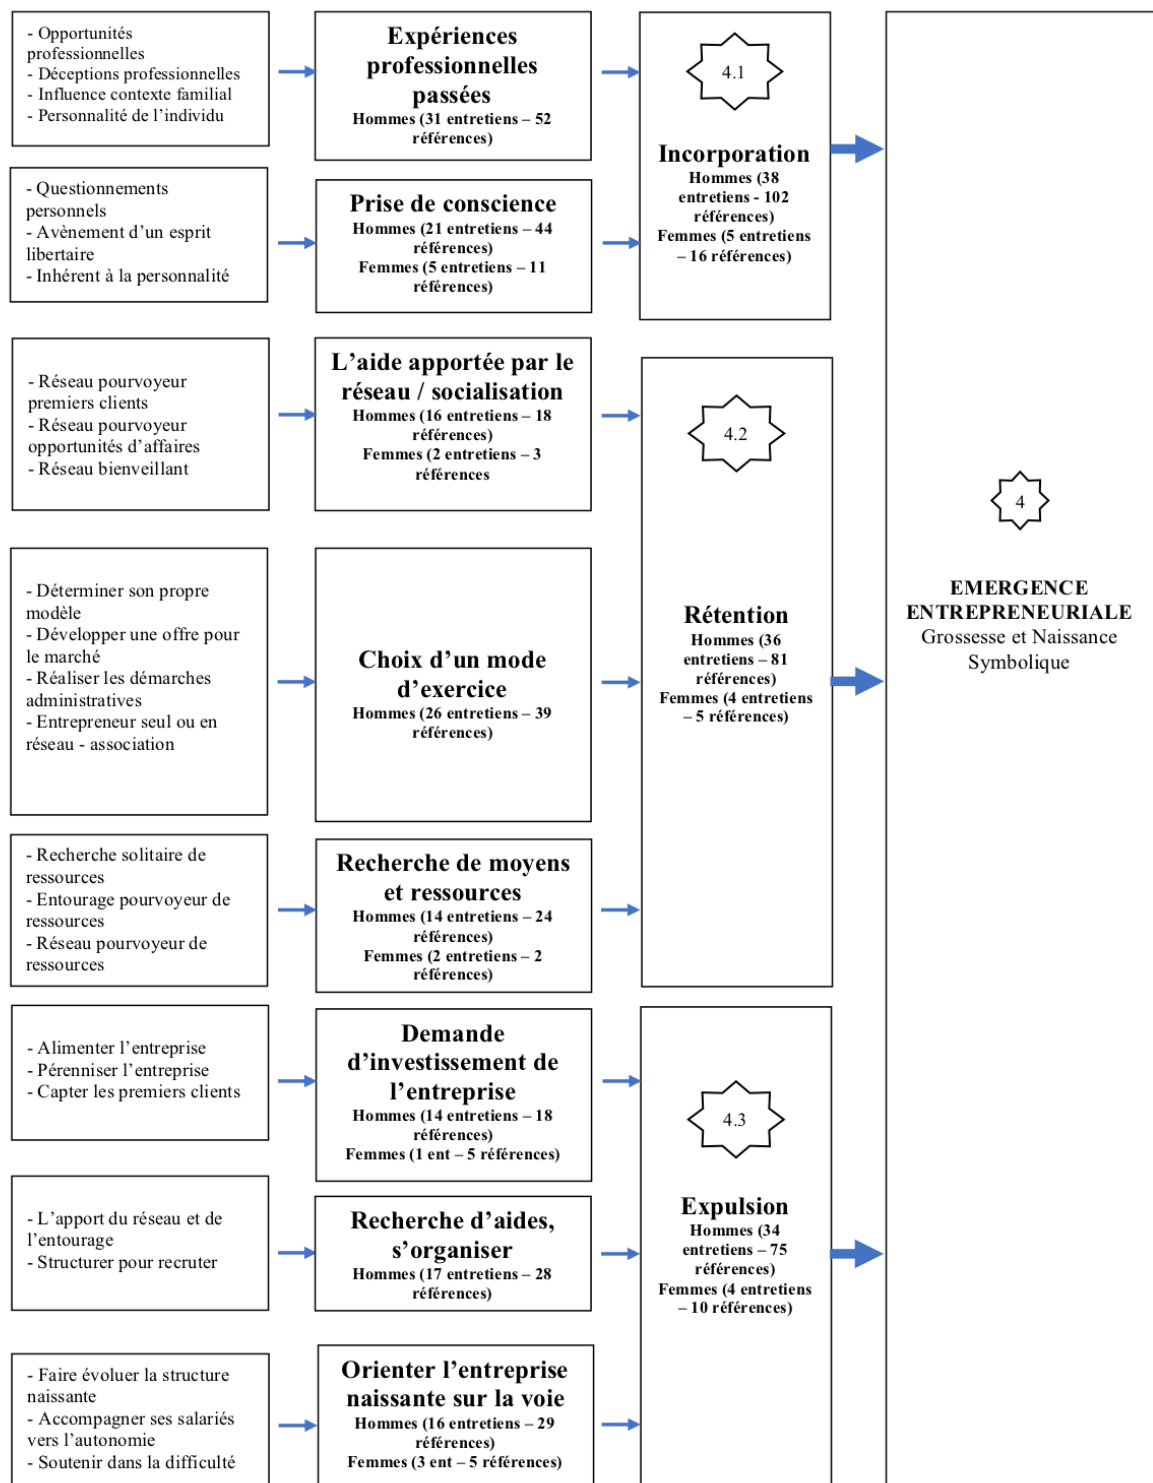 - Opportunités
professionnelles
- Déceptions professionnelles
- Influence contexte familial
- Personnalité de l'individu
Expériences
professionnelles
passées
Hommes (31 entretiens – 52
références)
- Questionnements
personnels
- Avènement d'un esprit
libertaire
- Inhérent à la personnalité
Prise de conscience
Hommes (21 entretiens – 44
références)
Femmes (5 entretiens – 11
références)
4.1
Incorporation
Hommes (38
entretiens - 102
références)
Femmes (5 entretiens
– 16 références)
- Réseau pourvoyeur
premiers clients
- Réseau pourvoyeur
opportunités d'affaires
- Réseau bienveillant
L'aide apportée par le
réseau / socialisation
Hommes (16 entretiens – 18
références)
Femmes (2 entretiens – 3
références
- Déterminer son propre
modèle
- Développer une offre pour
le marché
- Réaliser les démarches
administratives
- Entrepreneur seul ou en
réseau - association
Choix d'un mode
d'exercice
Hommes (26 entretiens – 39
références)
- Recherche solitaire de
ressources
- Entourage pourvoyeur de
ressources
- Réseau pourvoyeur de
ressources
Recherche de moyens
et ressources
Hommes (14 entretiens – 24
références)
Femmes (2 entretiens – 2
références)
4.2
Rétention
Hommes (36
entretiens – 81
références)
Femmes (4 entretiens
– 5 références)
- Alimenter l'entreprise
- Pérenniser l'entreprise
- Capter les premiers clients
Demande
d'investissement de
l'entreprise
Hommes (14 entretiens – 18
références)
Femmes (1 ent – 5 références)
- L'apport du réseau et de
l'entourage
- Structurer pour recruter
Recherche d'aides,
s'organiser
Hommes (17 entretiens – 28
références)
- Faire évoluer la structure
naissante
- Accompagner ses salariés
vers l'autonomie
- Soutenir dans la difficulté
Orienter l'entreprise
naissante sur la voie
Hommes (16 entretiens – 29
références)
Femmes (3 ent – 5 références)
4.3
Expulsion
Hommes (34
entretiens – 75
références)
Femmes (4 entretiens
– 10 références)
4
EMERGENCE
ENTREPRENEURIALE
Grossesse et Naissance
Symbolique